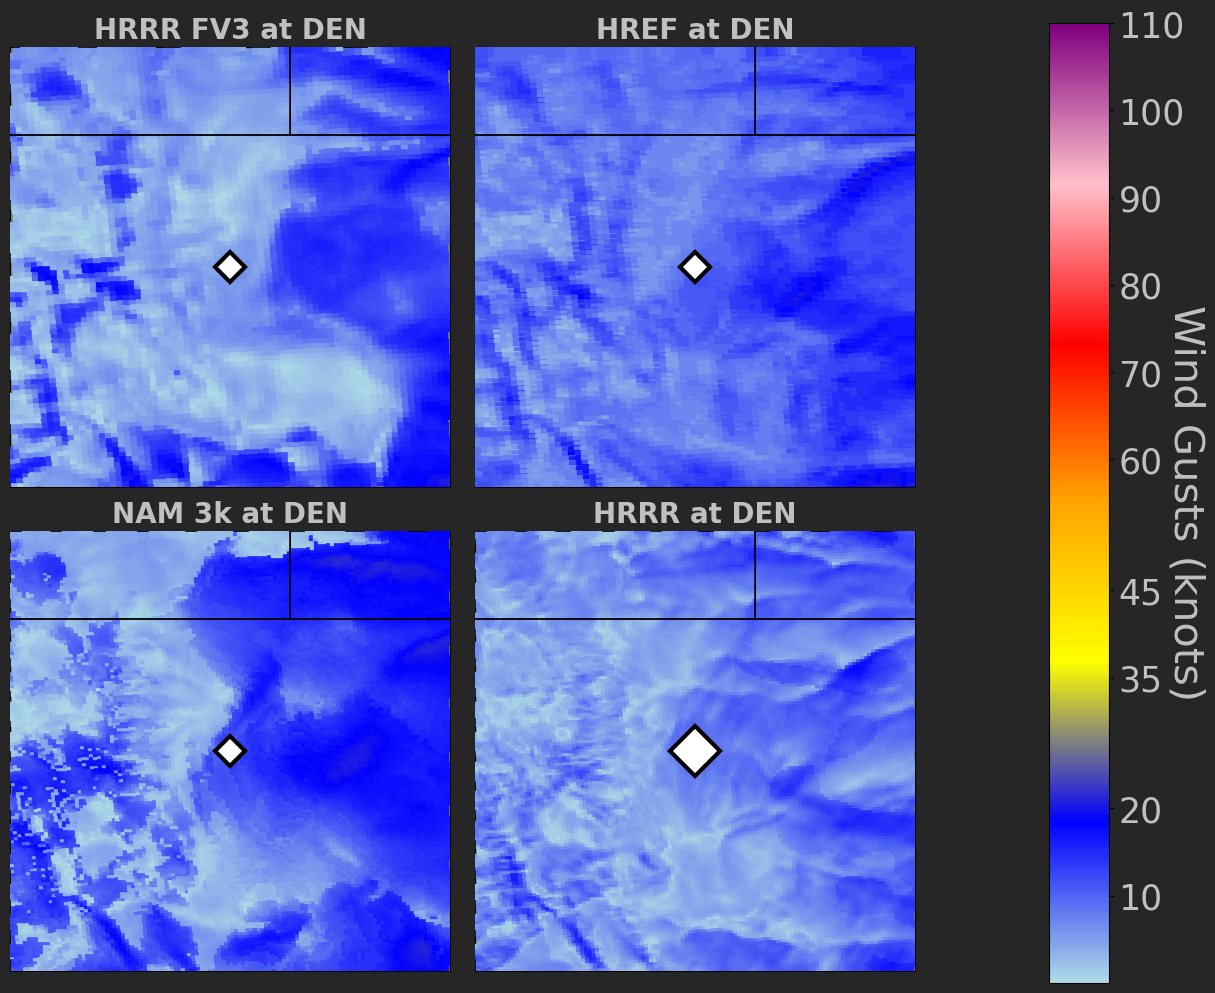 HRRR FV3 at DEN
HREF at DEN
NAM 3k at DEN
HRRR at DEN
110
100
90
80
70
60
45
35
20
10
Wind Gusts (knots)